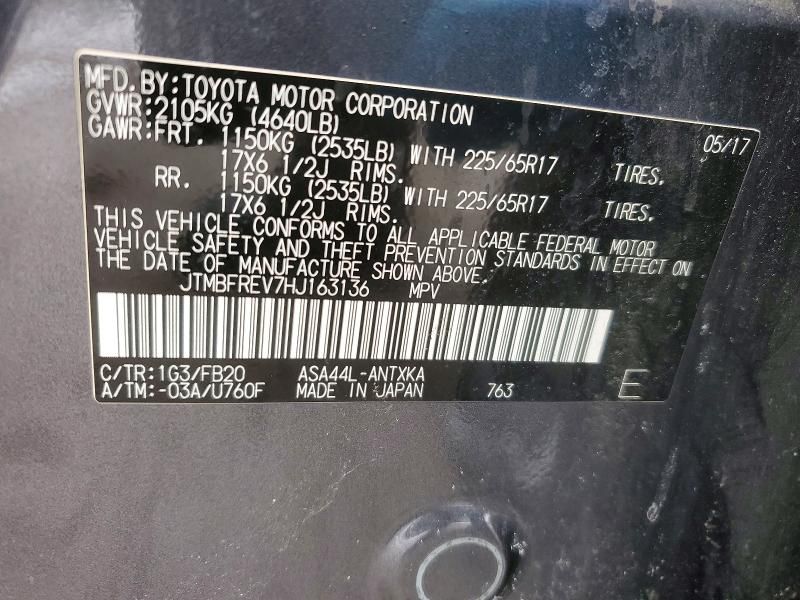 MFD. BY: TOYOTA MOTOR CORPORATION 05/17
GVWR: 2105KG (4640LB)
GAWR: FRT. 1150KG (2535LB) WITH 225/65R17 TIRES.
17X6 1/2J RIMS.
RR. 1150KG (2535LB) WITH 225/65R17 TIRES.
17X6 1/2J RIMS.
THIS VEHICLE CONFORMS TO ALL APPLICABLE FEDERAL MOTOR
VEHICLE SAFETY AND THEFT PREVENTION STANDARDS IN EFFECT ON
THE DATE OF MANUFACTURE SHOWN ABOVE.
JTMBFREV7HJ163136 MPV
C/TR: 1G3/FB20 ASA44L-ANTXKA
A/TM: -03A/U760F MADE IN JAPAN 763 E